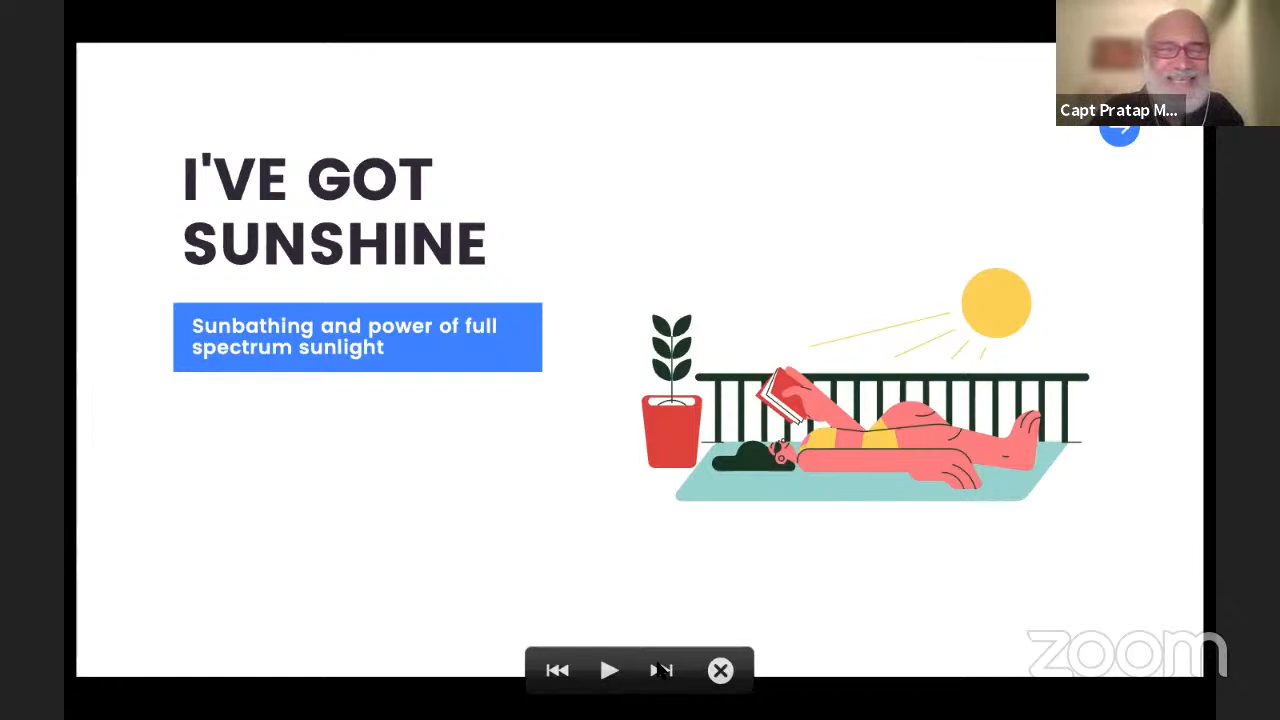 Capt Pratap M...
I'VE GOT
SUNSHINE
Sunbathing and power of full
spectrum sunlight
zoom